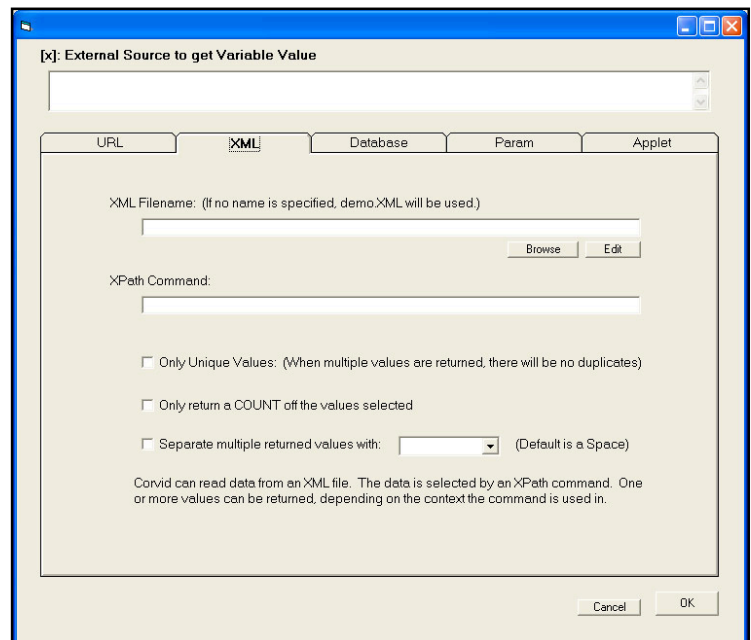 [x]: External Source to get Variable Value
URL XML Database Param Applet
XML Filename: (If no name is specified, demo.XML will be used.)
Browse Edit
XPath Command:
Only Unique Values: (When multiple values are returned, there will be no duplicates)
Only return a COUNT off the values selected
Separate multiple returned values with: (Default is a Space)
Corvid can read data from an XML file. The data is selected by an XPath command. One
or more values can be returned, depending on the context the command is used in.
Cancel OK